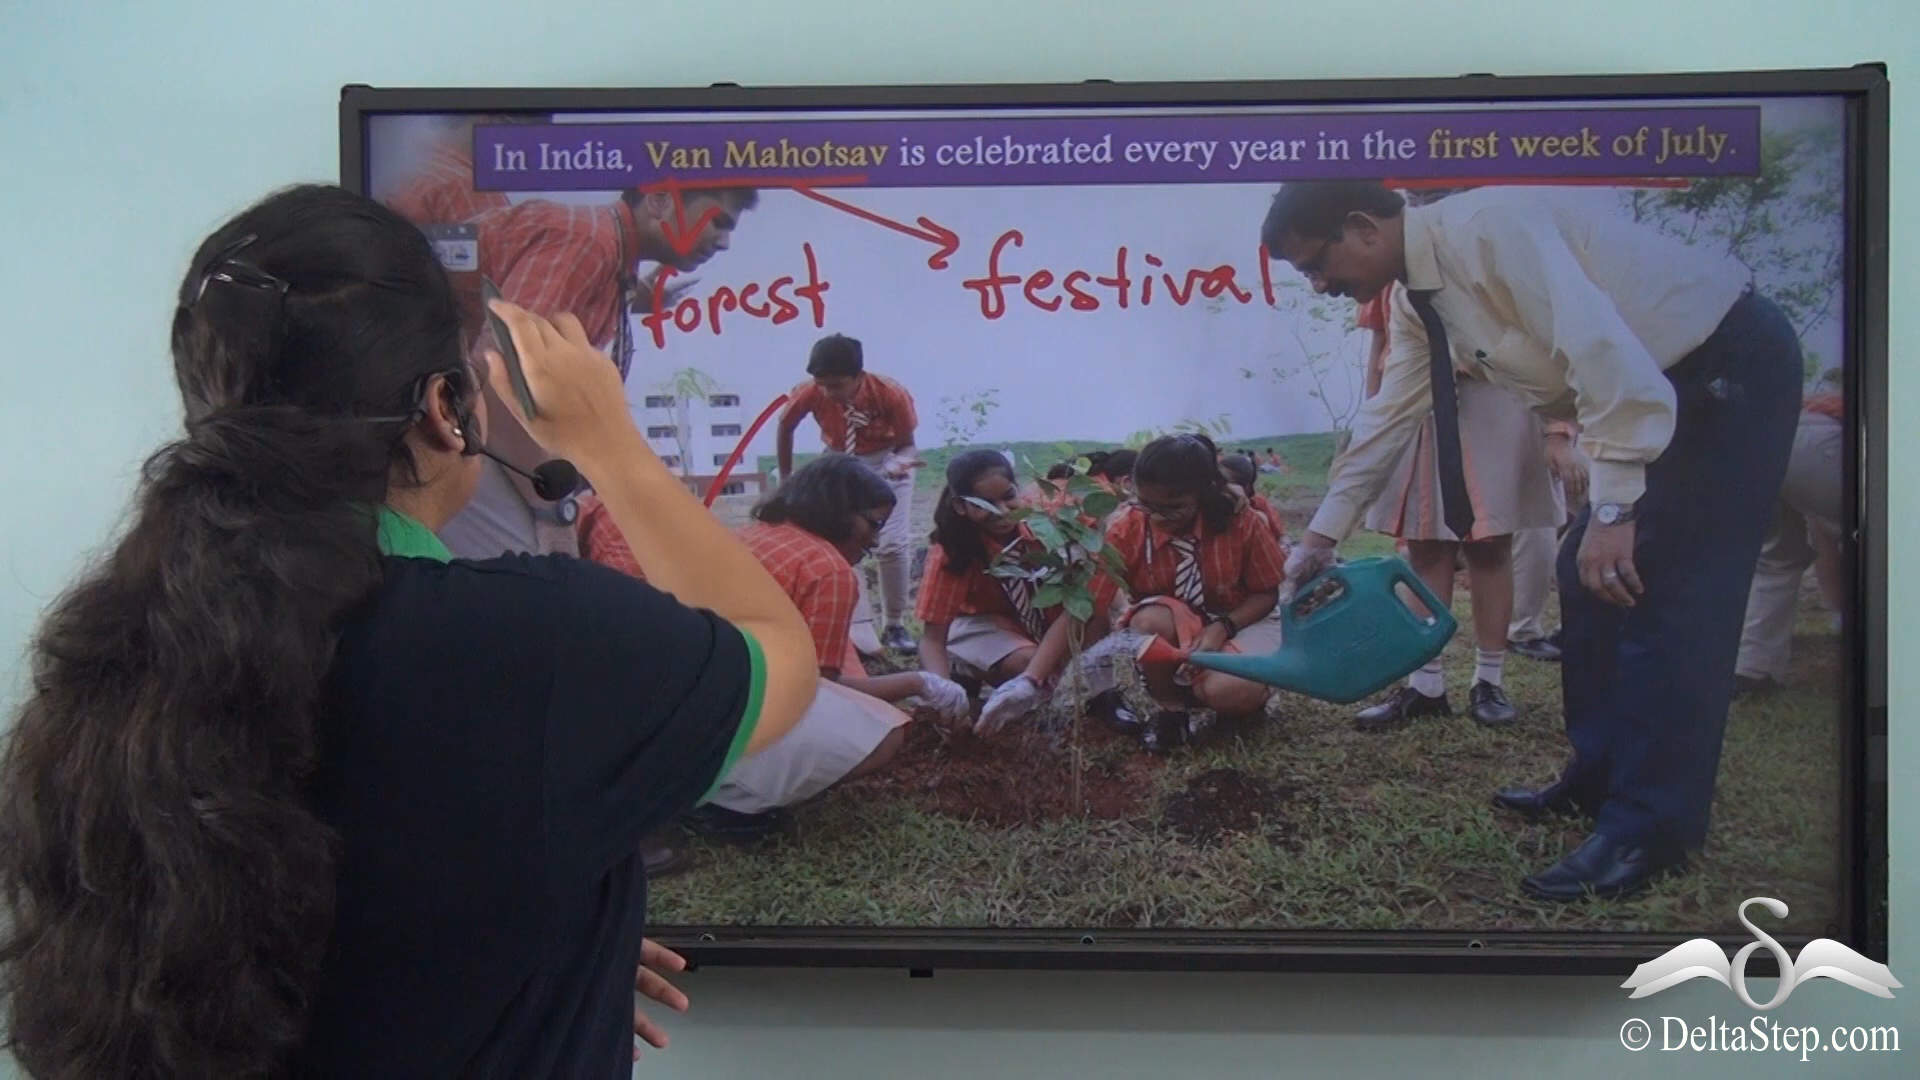 In India, Van Mahotsav is celebrated every year in the first week of July.
forest festival
© DeltaStep.com